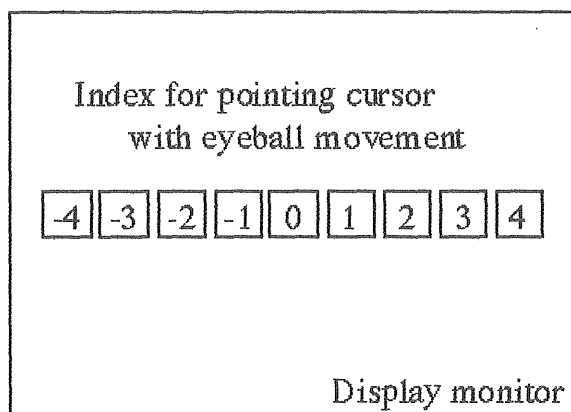 Index for pointing cursor
with eyeball movement
-4 -3 -2 -1 0 1 2 3 4
Display monitor